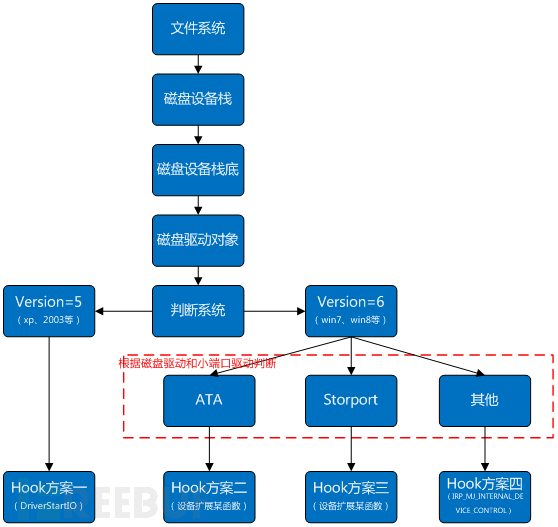 文件系统
磁盘设备栈
磁盘设备栈底
磁盘驱动对象
Version=5
（xp、2003等）
判断系统
Version=6
（win7、win8等）
根据磁盘驱动和小端口驱动判断
ATA
Storport
其他
Hook方案一
（DriverStartIO）
Hook方案二
（设备扩展某函数）
Hook方案三
（设备扩展某函数）
Hook方案四
（IRP_MJ_INTERNAL_DE
VICE_CONTROL）